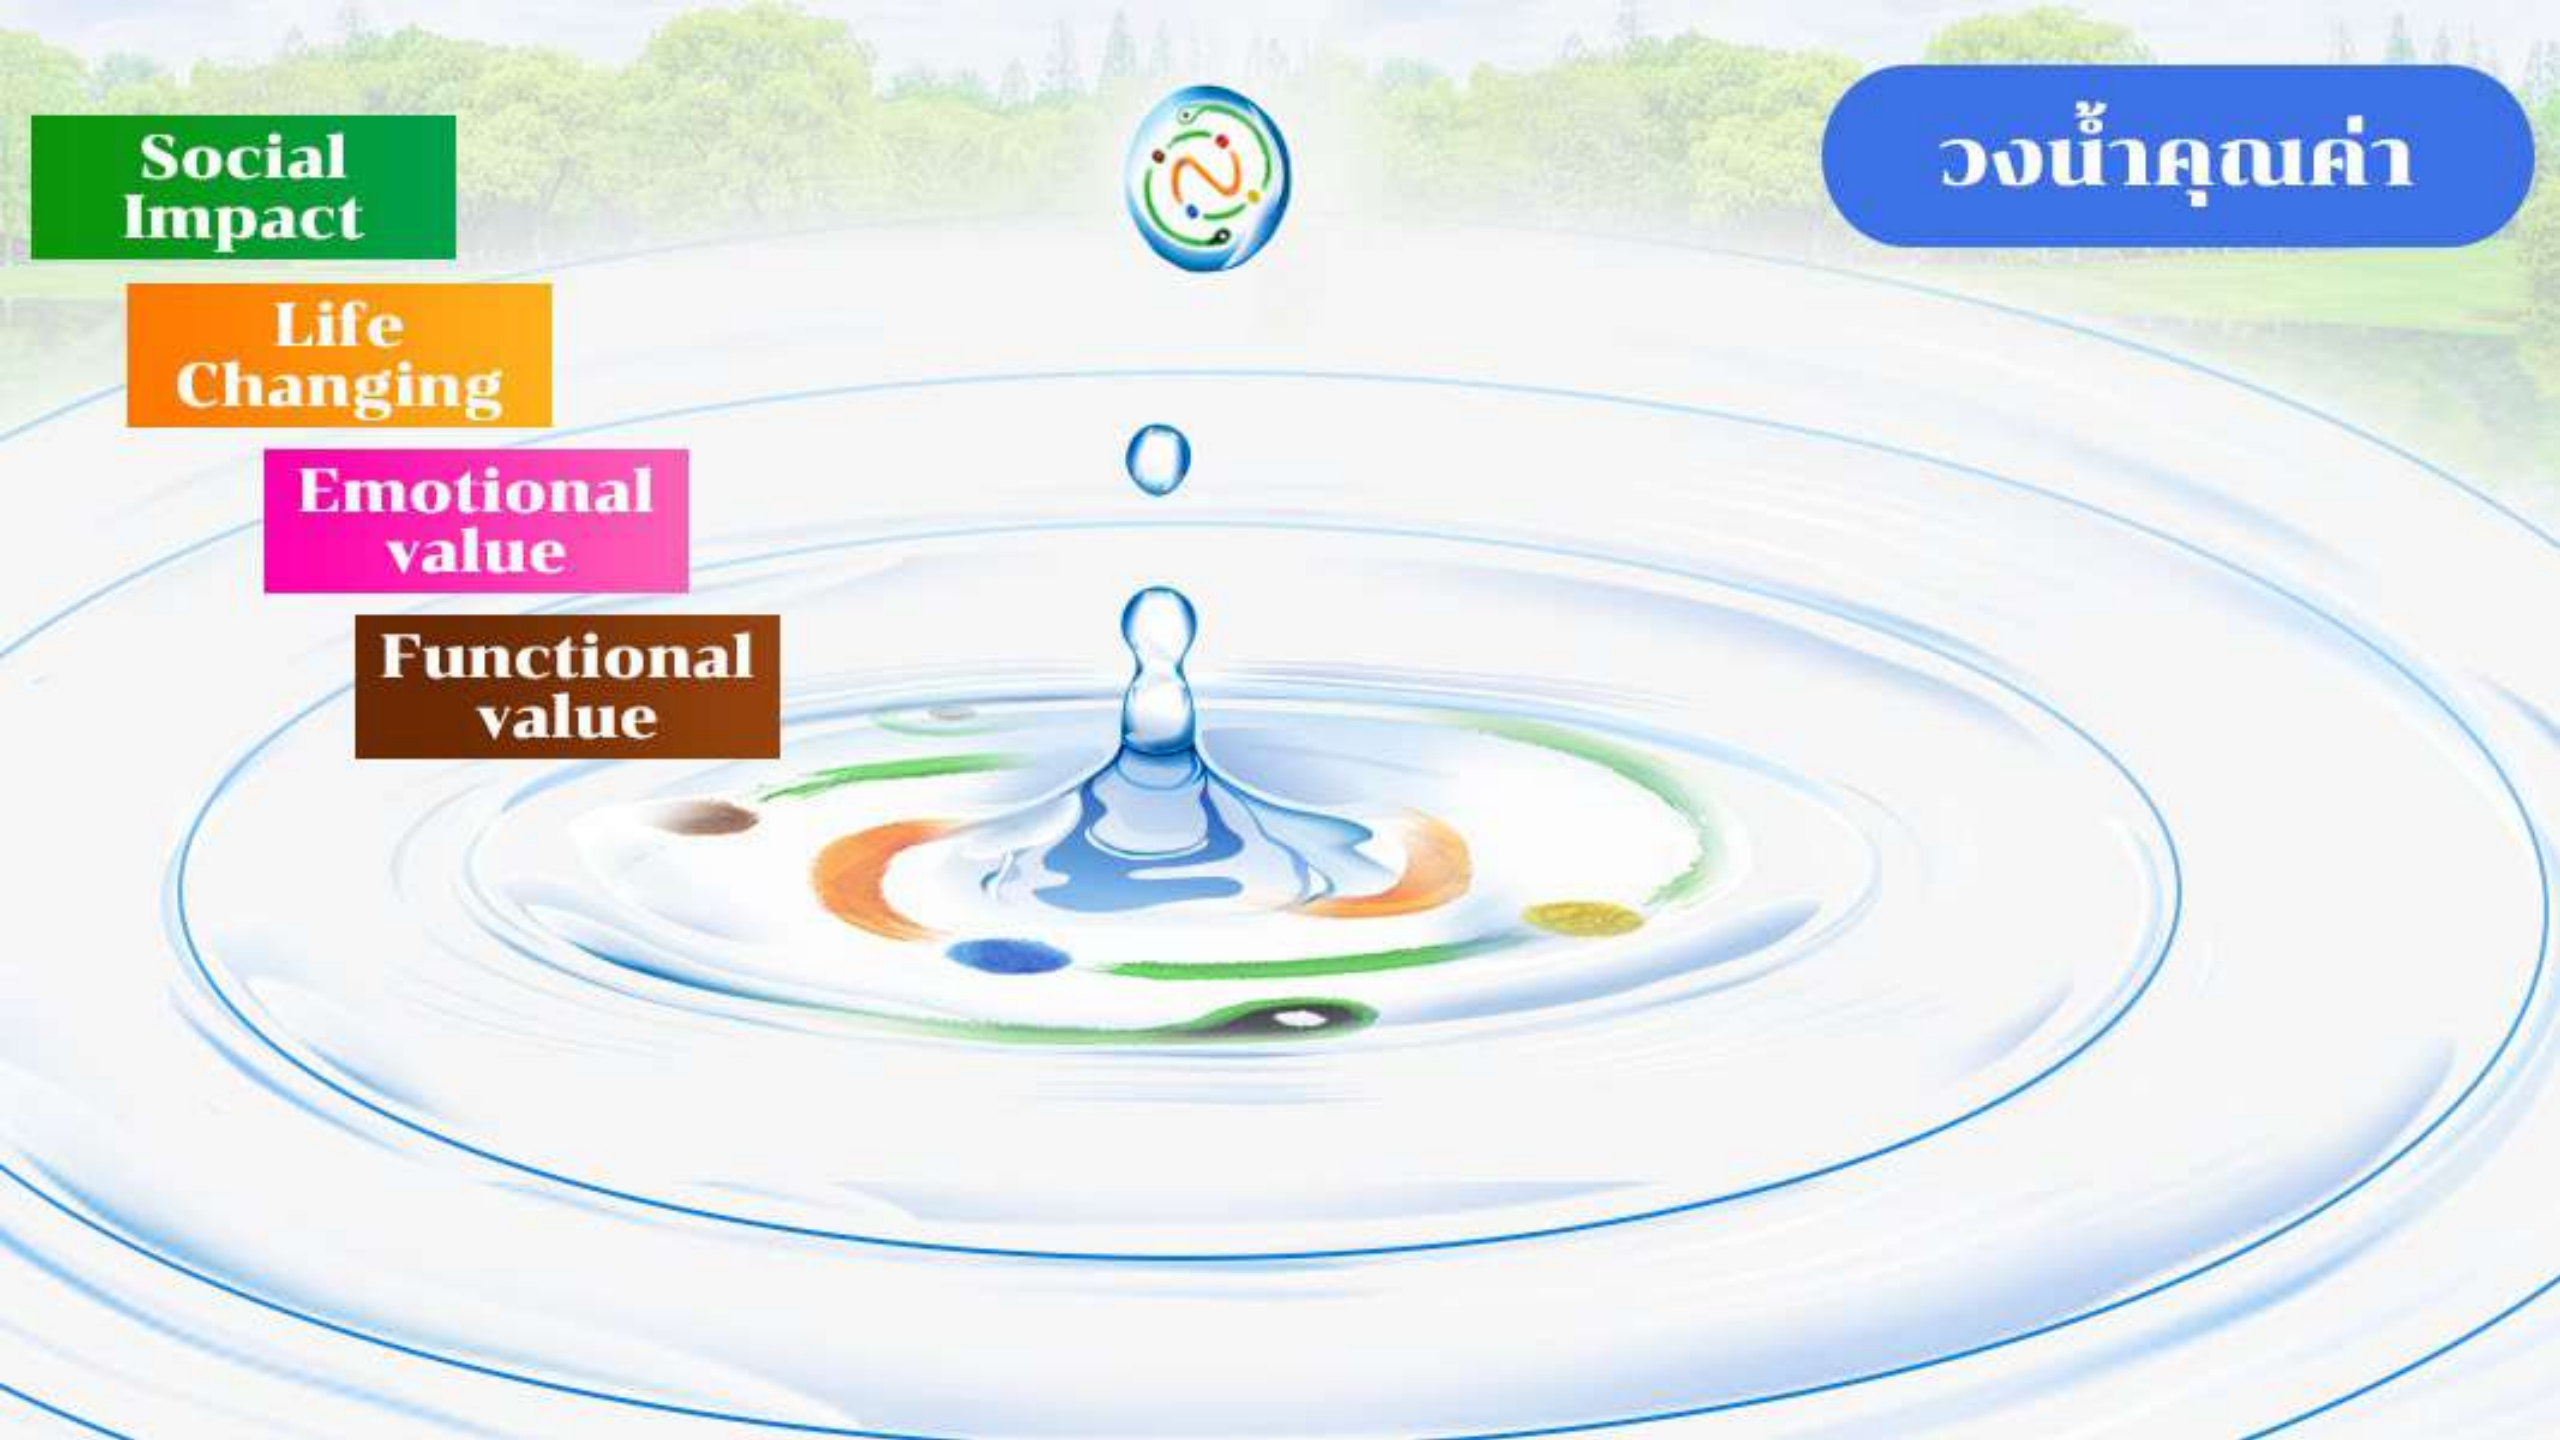 วงน้ำคุณค่า
Social
Impact
Life
Changing
Emotional
value
Functional
value